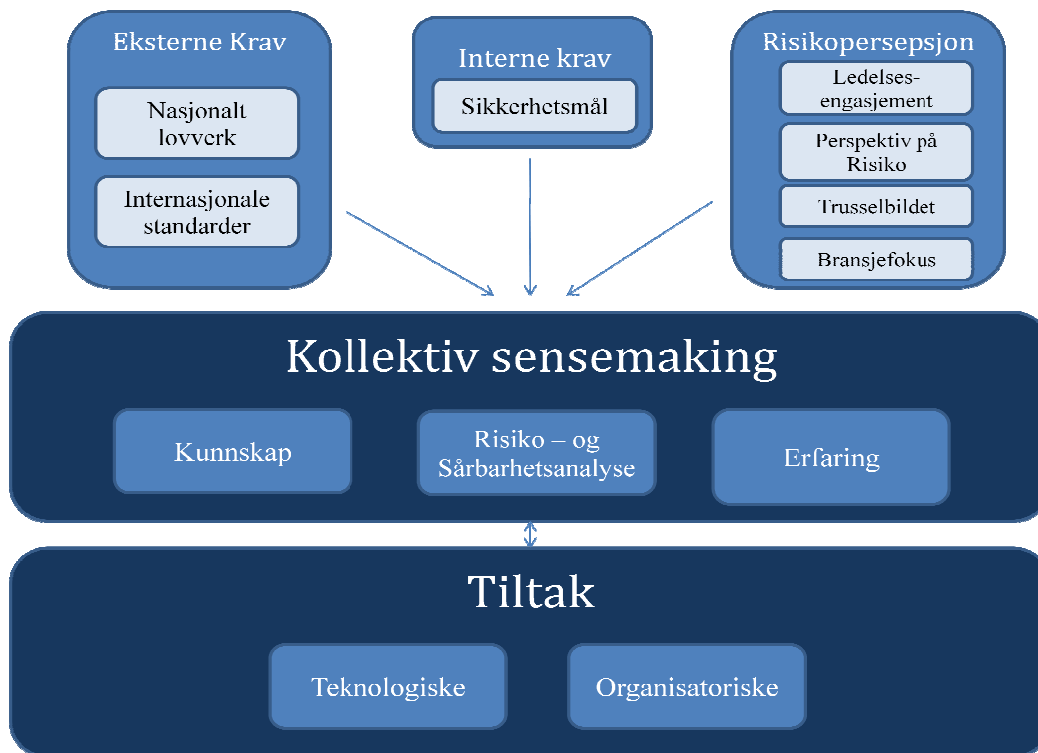 Eksterne Krav
Nasjonalt
lovverk
Internasjonale
standarder
Interne krav
Sikkerhetsmål
Risikopersepsjon
Ledelses-
engasjement
Perspektiv på
Risiko
Trusselbildet
Bransjefokus
Kollektiv sensemaking
Kunnskap
Risiko – og
Sårbarhetsanalyse
Erfaring
Tiltak
Teknologiske
Organisatoriske